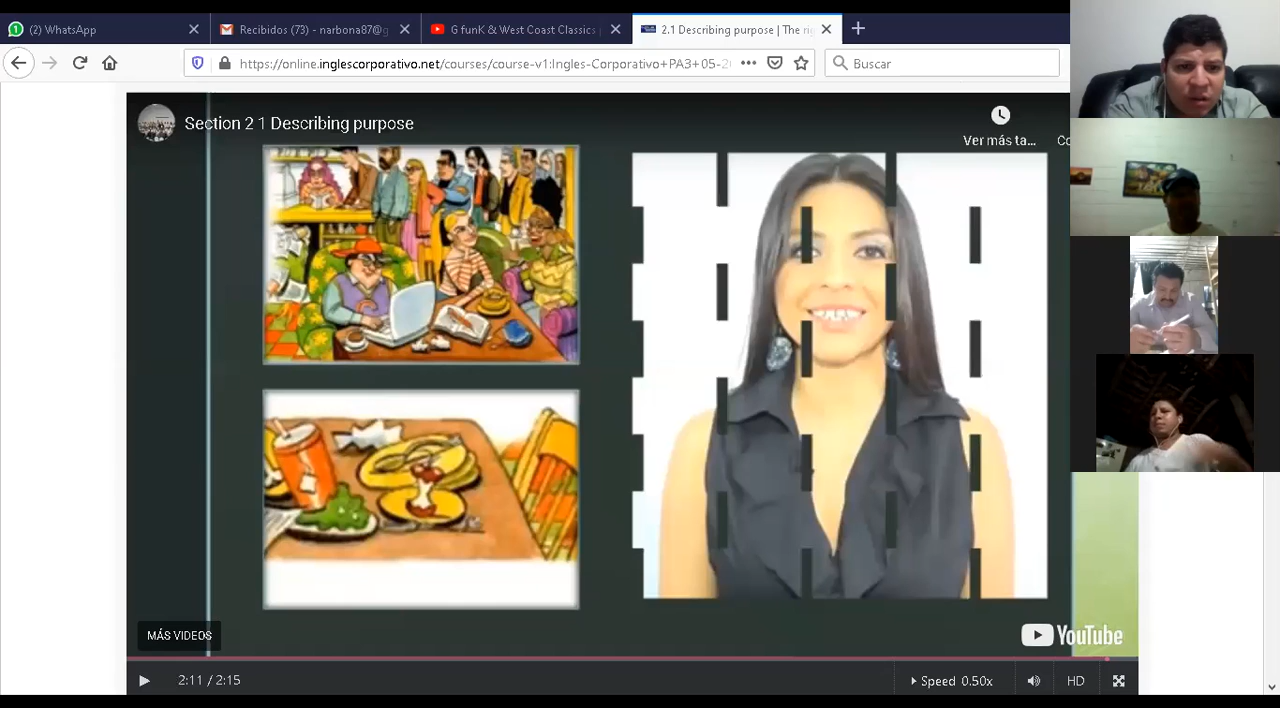 (2) WhatsApp
Recibidos (73) - narbona87@g
G funK & West Coast Classics
2.1 Describing purpose | The ri
https://online.inglescorporativo.net/courses/course-v1:Ingles-Corporativo+PA3+05-2
Buscar
Section 2 1 Describing purpose
Ver más ta...
Co
MÁS VIDEOS
YouTube
2:11 / 2:15
Speed 0.50x
HD